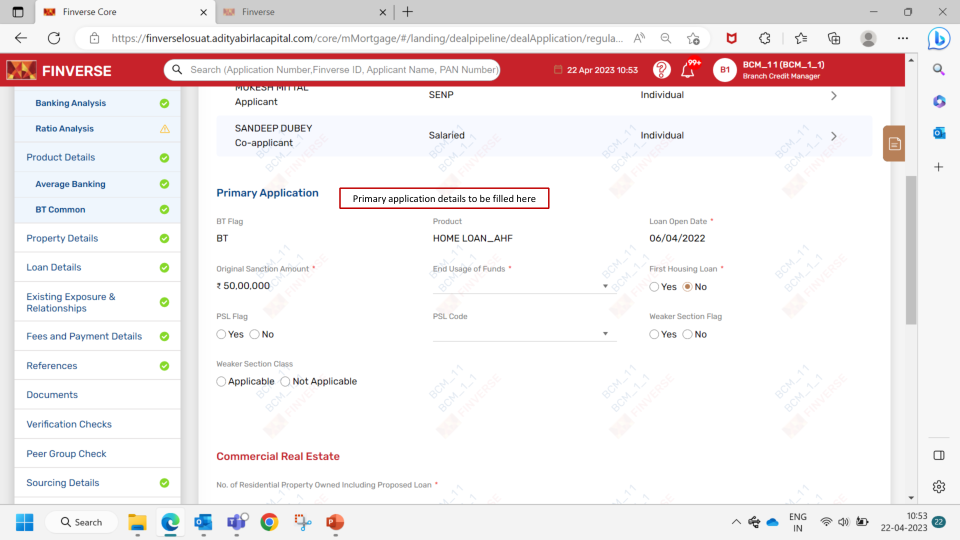 Finverse Core
Finverse
https://finverselosuat.adityabirlacapital.com/core/mMortgage/#/landing/dealpipeline/dealApplication/regula...
FINVERSE
Search (Application Number,Finverse ID, Applicant Name, PAN Number)
22 Apr 2023 10:53
99+
B1
BCM_1 1 (BCM_1_1)
Branch Credit Manager
Banking Analysis
Ratio Analysis
Product Details
Average Banking
BT Common
Property Details
Loan Details
Existing Exposure &
Relationships
Fees and Payment Details
References
Documents
Verification Checks
Peer Group Check
Sourcing Details
MUKESH MITTAL
Applicant
SENP
Individual
SANDEEP DUBEY
Co-applicant
Salaried
Individual
Primary Application
Primary application details to be filled here
BT Flag
Product
Loan Open Date *
BT
HOME LOAN_AHF
06/04/2022
Original Sanction Amount *
End Usage of Funds *
First Housing Loan *
₹ 50,00,000
Yes No
PSL Flag
PSL Code
Weaker Section Flag
Yes No
Yes No
Weaker Section Class
Applicable Not Applicable
BCM_11
BCM_1_1
FINVERSE
Commercial Real Estate
No. of Residential Property Owned Including Proposed Loan *
Search
ENG
IN
10:53
22-04-2023
22